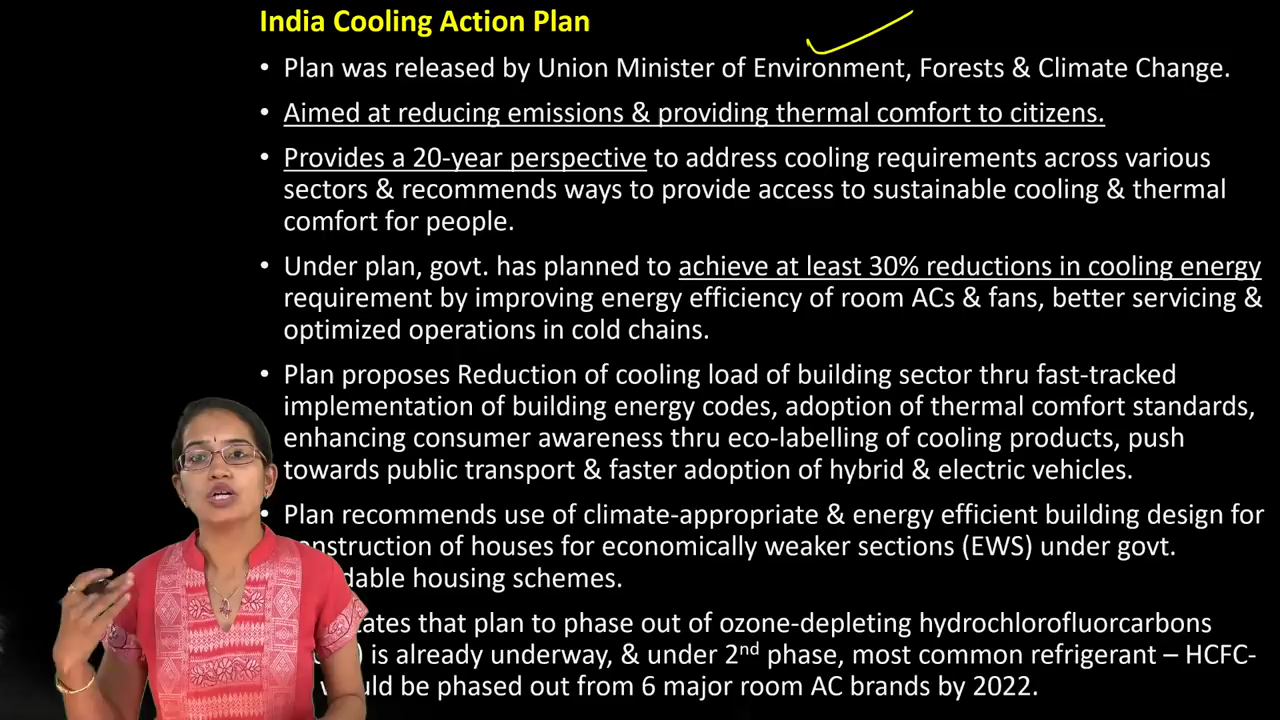 India Cooling Action Plan
• Plan was released by Union Minister of Environment, Forests & Climate Change.
• Aimed at reducing emissions & providing thermal comfort to citizens.
• Provides a 20-year perspective to address cooling requirements across various
sectors & recommends ways to provide access to sustainable cooling & thermal
comfort for people.
• Under plan, govt. has planned to achieve at least 30% reductions in cooling energy
requirement by improving energy efficiency of room ACs & fans, better servicing &
optimized operations in cold chains.
• Plan proposes Reduction of cooling load of building sector thru fast-tracked
implementation of building energy codes, adoption of thermal comfort standards,
enhancing consumer awareness thru eco-labelling of cooling products, push
towards public transport & faster adoption of hybrid & electric vehicles.
• Plan recommends use of climate-appropriate & energy efficient building design for
of houses for economically weaker sections (EWS) under govt.
housing schemes.
that plan to phase out of ozone-depleting hydrochlorofluorcarbons
is already underway, & under 2nd phase, most common refrigerant – HCFC-
be phased out from 6 major room AC brands by 2022.